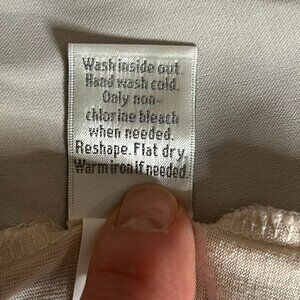 Wash inside out.
Hand wash cold.
Only non-
chlorine bleach
when needed.
Reshape. Flat dry.
Warm iron if needed.